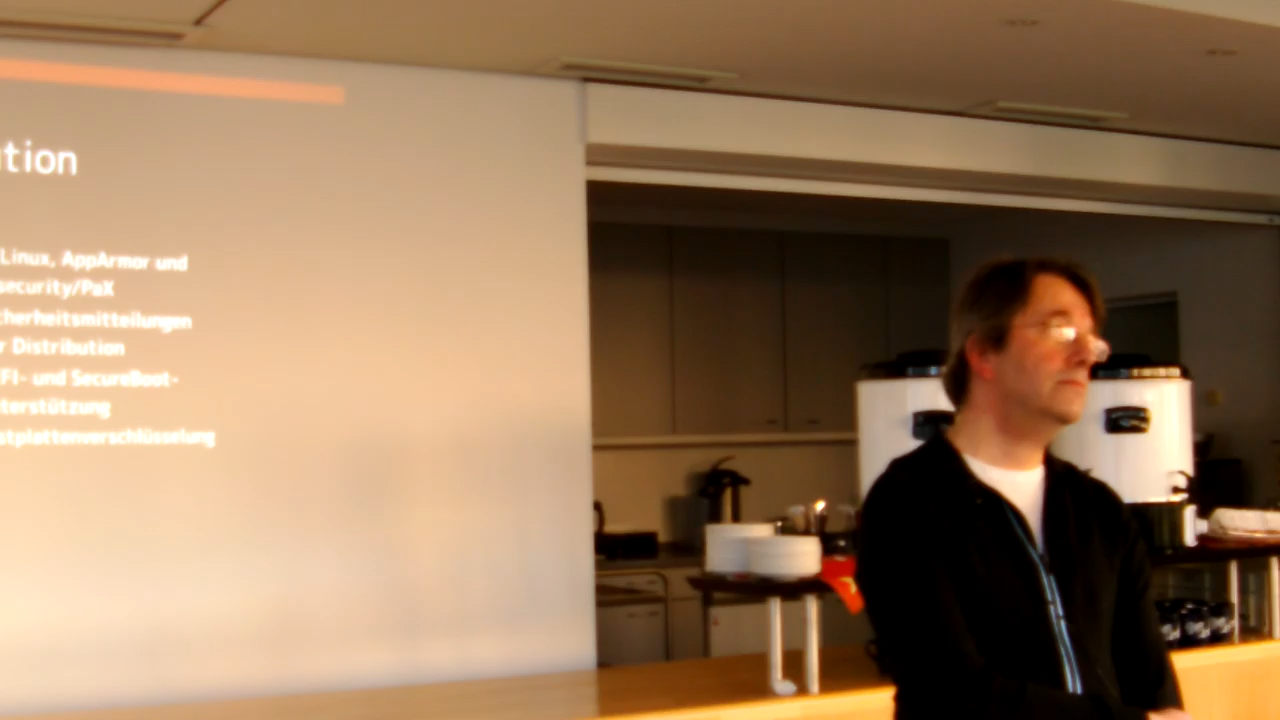 tion
Linux, AppArmor und
security/PaX
cherheitsmitteilungen
r Distribution
FI- und SecureBoot-
terstützung
stplattenverschlüsselung